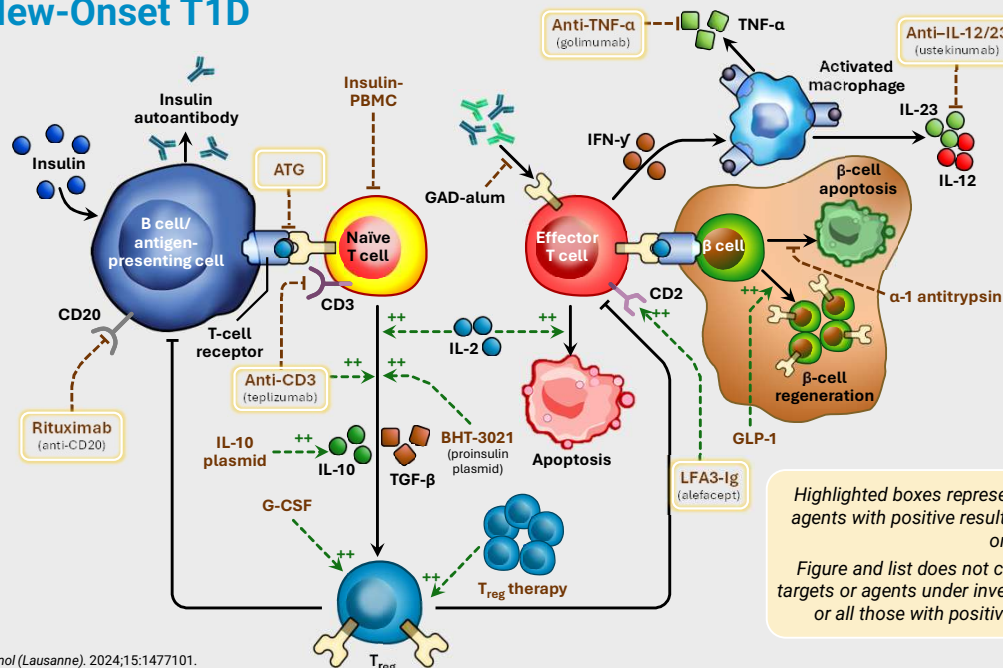 New-Onset T1D
Anti-TNF-α
(golimumab)
TNF-α
Anti–IL-12/23
(ustekinumab)
Activated
macrophage
IL-23
IL-12
Insulin
autoantibody
Insulin-
PBMC
Insulin
ATG
GAD-alum
IFN-γ
β-cell
apoptosis
B cell/
antigen-
presenting cell
Naïve
T cell
Effector
T cell
β cell
CD3
CD2
α-1 antitrypsin
CD20
T-cell
receptor
++
++
IL-2
++
++
β-cell
regeneration
Anti-CD3
(teplizumab)
++
++
Rituximab
(anti-CD20)
IL-10
plasmid
++
IL-10
TGF-β
BHT-3021
(proinsulin
plasmid)
Apoptosis
GLP-1
LFA3-Ig
(alefacept)
G-CSF
++
++
Treg therapy
Treg
Highlighted boxes represe
agents with positive result
or
Figure and list does not c
targets or agents under inve
or all those with positiv
nol (Lausanne). 2024;15:1477101.